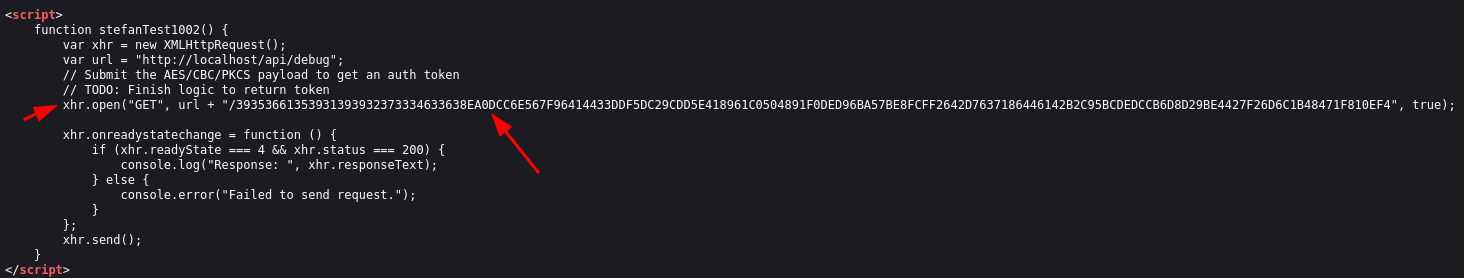 <script>
    function stefanTest1002() {
        var xhr = new XMLHttpRequest();
        var url = "http://localhost/api/debug";
        // Submit the AES/CBC/PKCS payload to get an auth token
        // TODO: Finish logic to return token
        xhr.open("GET", url + "/39353661353931393932373334633638EA0DCC6E567F96414433DDF5DC29CDD5E418961C0504891F0DED96BA57BE8FCFF2642D7637186446142B2C95BCDEDCCB6D8D29BE4427F26D6C1B48471F810EF4", true);

        xhr.onreadystatechange = function () {
            if (xhr.readyState === 4 && xhr.status === 200) {
                console.log("Response: ", xhr.responseText);
            } else {
                console.error("Failed to send request.");
            }
        };
        xhr.send();
    }
</script>